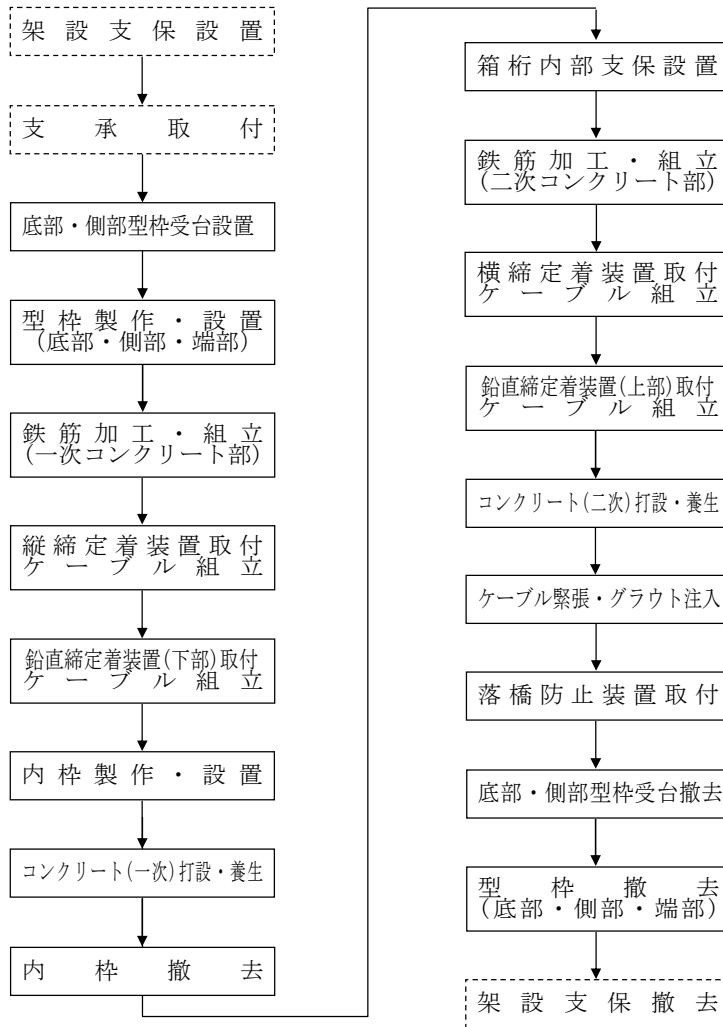 架設支保設置
支承取付
底部・側部型枠受台設置
型枠製作・設置
(底部・側部・端部)
鉄筋加工・組立
(一次コンクリート部)
縦締定着装置取付
ケーブル組立
鉛直締定着装置(下部)取付
ケーブル組立
内枠製作・設置
コンクリート(一次)打設・養生
内枠撤去
箱桁内部支保設置
鉄筋加工・組立
(二次コンクリート部)
横締定着装置取付
ケーブル組立
鉛直締定着装置(上部)取付
ケーブル組立
コンクリート(二次)打設・養生
ケーブル緊張・グラウト注入
落橋防止装置取付
底部・側部型枠受台撤去
型枠撤去
(底部・側部・端部)
架設支保撤去